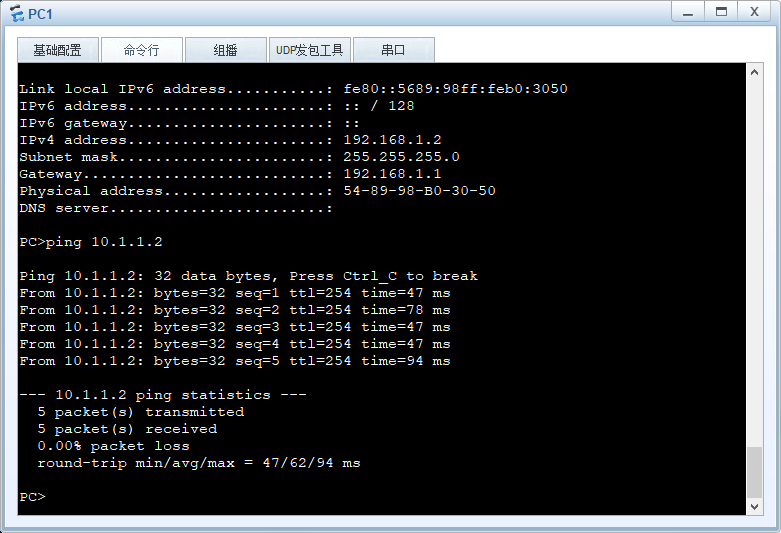 PC1
基础配置 命令行 组播 UDP发包工具 串口
Link local IPv6 address...........: fe80::5689:98ff:feb0:3050
IPv6 address......................: :: / 128
IPv6 gateway......................: ::
IPv4 address......................: 192.168.1.2
Subnet mask.......................: 255.255.255.0
Gateway...........................: 192.168.1.1
Physical address..................: 54-89-98-B0-30-50
DNS server........................:
PC>ping 10.1.1.2
Ping 10.1.1.2: 32 data bytes, Press Ctrl_C to break
From 10.1.1.2: bytes=32 seq=1 ttl=254 time=47 ms
From 10.1.1.2: bytes=32 seq=2 ttl=254 time=78 ms
From 10.1.1.2: bytes=32 seq=3 ttl=254 time=47 ms
From 10.1.1.2: bytes=32 seq=4 ttl=254 time=47 ms
From 10.1.1.2: bytes=32 seq=5 ttl=254 time=94 ms
--- 10.1.1.2 ping statistics ---
5 packet(s) transmitted
5 packet(s) received
0.00% packet loss
round-trip min/avg/max = 47/62/94 ms
PC>